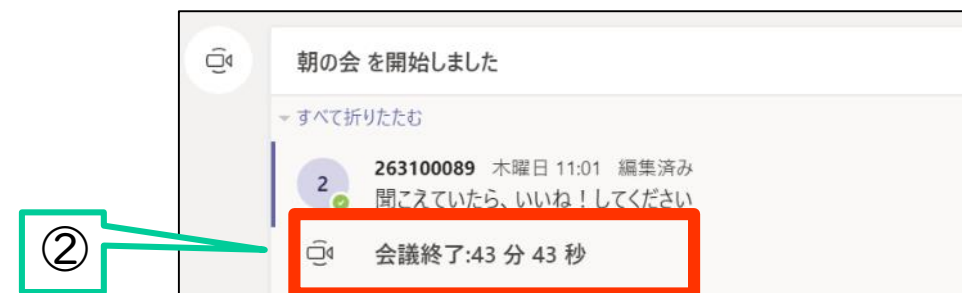 朝の会 を開始しました
すべて折りたたむ
263100089 木曜日 11:01 編集済み
2
聞こえていたら、いいね！してください
②
会議終了:43 分 43 秒